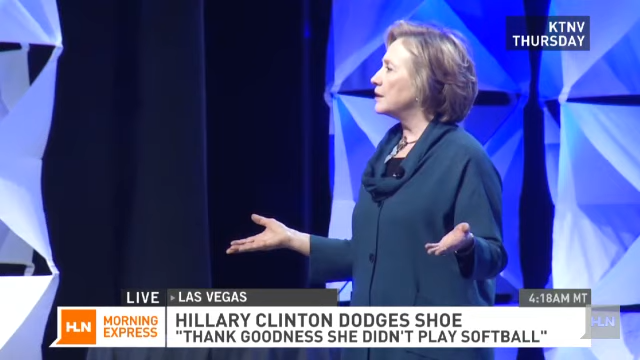 KTNV
THURSDAY
LIVE
LAS VEGAS
4:18AM MT
HLN
MORNING
EXPRESS
HILLARY CLINTON DODGES SHOE
"THANK GOODNESS SHE DIDN'T PLAY SOFTBALL"
HLN